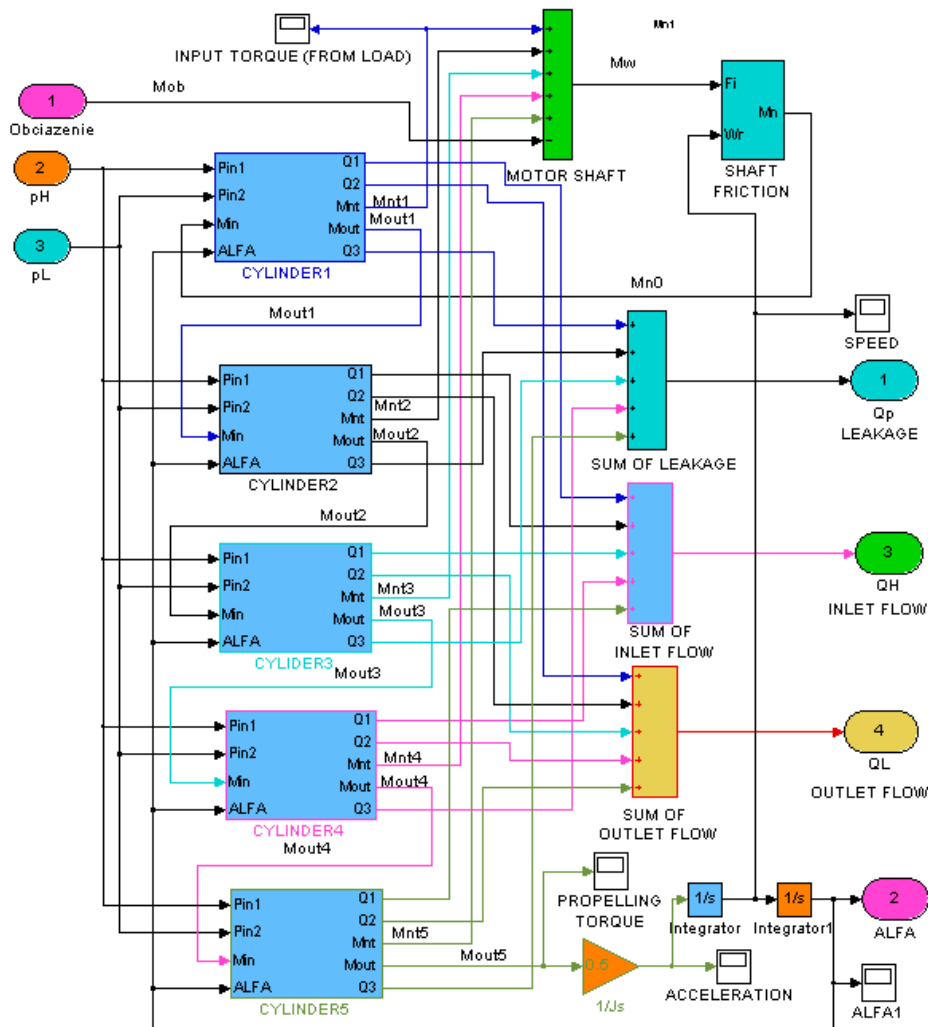 Mn1
INPUT TORQUE (FROM LOAD)
Mw
Mob
1
Obciazenie
+
+
+
+
+
−
MOTOR SHAFT
Fi
Mn
Wr
SHAFT
FRICTION
2
pH
3
pL
Pin1
Pin2
Min
ALFA
Q1
Q2
Mnt
Mout
Q3
CYLINDER1
Mnt1
Mout1
Mn0
Mout1
SPEED
Pin1
Pin2
Min
ALFA
Q1
Q2
Mnt
Mout
Q3
CYLINDER2
Mnt2
Mout2
Mout2
+
+
+
+
+
SUM OF LEAKAGE
1
Qp
LEAKAGE
Pin1
Pin2
Min
ALFA
Q1
Q2
Mnt
Mout
Q3
CYLIDER3
Mnt3
Mout3
Mout3
+
+
+
+
+
SUM OF
INLET FLOW
3
QH
INLET FLOW
Pin1
Pin2
Min
ALFA
Q1
Q2
Mnt
Mout
Q3
CYLINDER4
Mnt4
Mout4
Mout4
+
+
+
+
+
SUM OF
OUTLET FLOW
4
QL
OUTLET FLOW
Pin1
Pin2
Min
ALFA
Q1
Q2
Mnt
Mout
Q3
CYLINDER5
Mnt5
Mout5
PROPELLING
TORQUE
0.5
1/Js
ACCELERATION
1/s
Integrator
1/s
Integrator1
2
ALFA
ALFA1